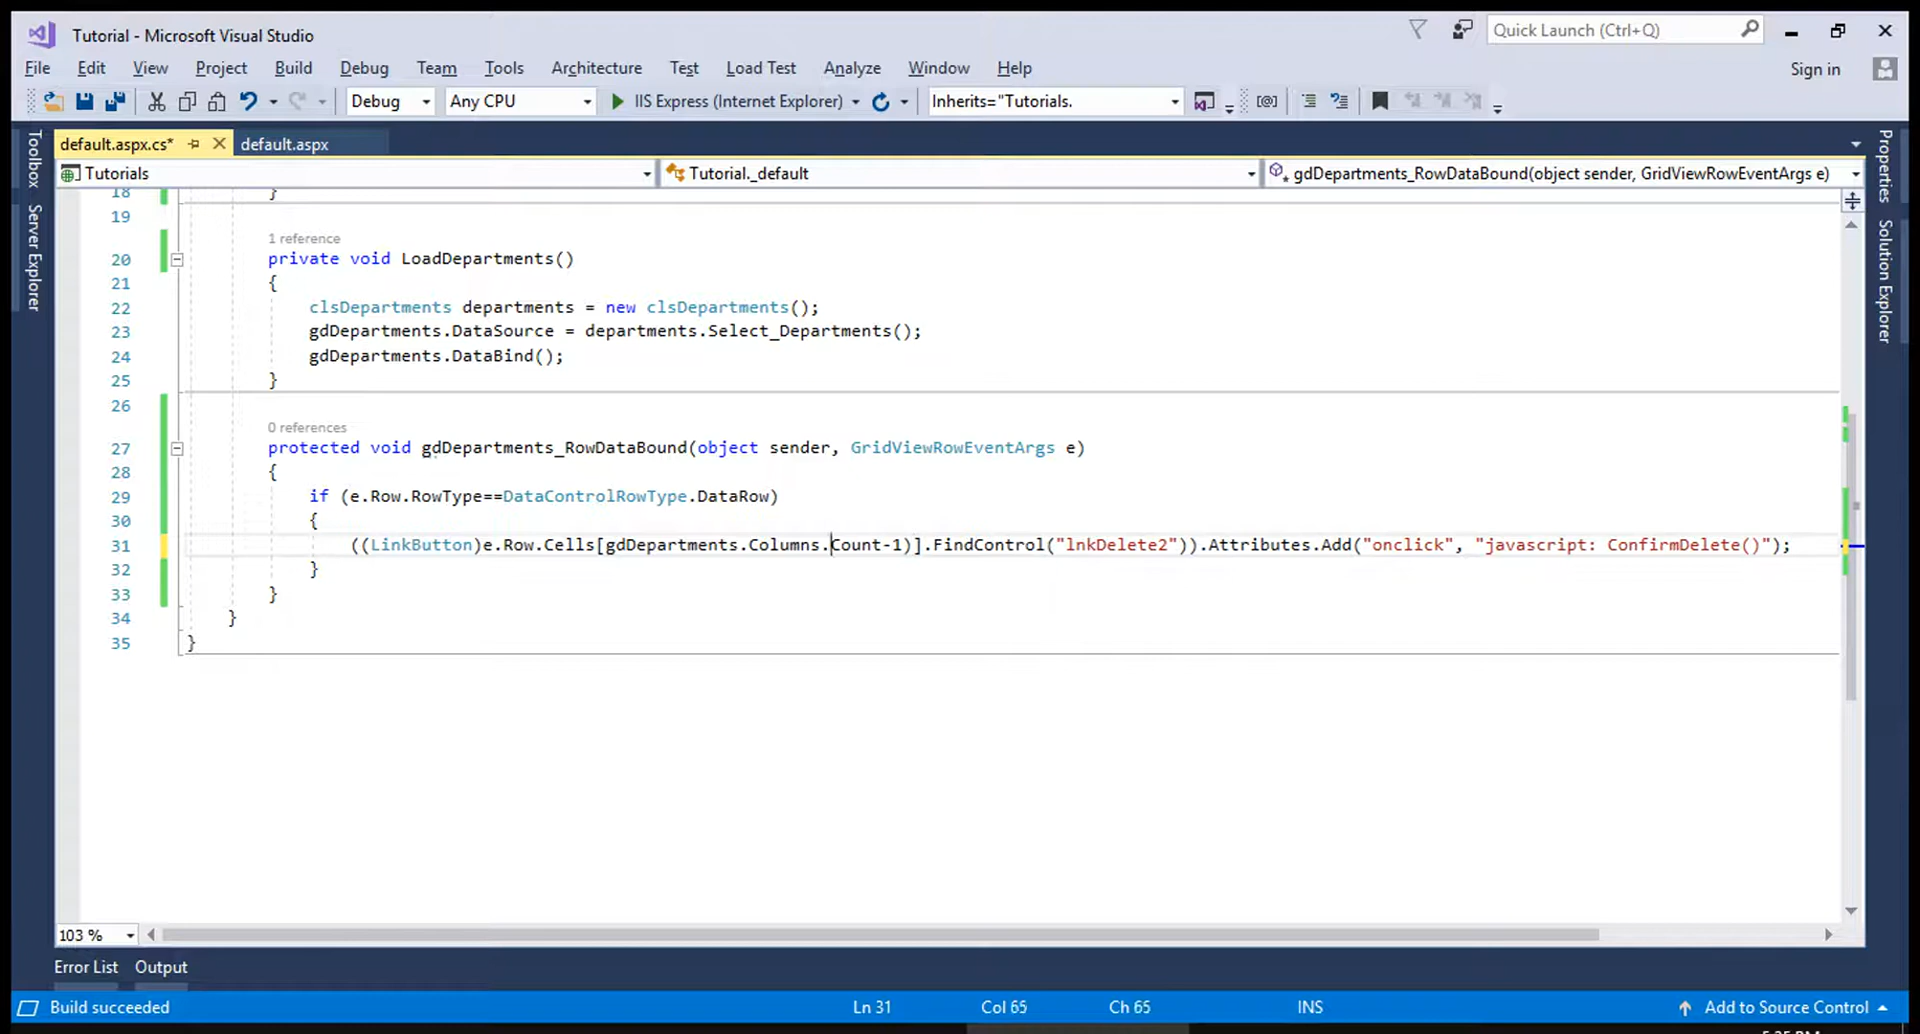 Tutorial - Microsoft Visual Studio
Quick Launch (Ctrl+Q)
File Edit View Project Build Debug Team Tools Architecture Test Load Test Analyze Window Help
Sign in
Debug Any CPU IIS Express (Internet Explorer) Inherits="Tutorials.
default.aspx.cs* default.aspx
Toolbox
Server Explorer
Properties
Solution Explorer
Tutorials Tutorial._default gdDepartments_RowDataBound(object sender, GridViewRowEventArgs e)
18 }
19
1 reference
20 private void LoadDepartments()
21 {
22 clsDepartments departments = new clsDepartments();
23 gdDepartments.DataSource = departments.Select_Departments();
24 gdDepartments.DataBind();
25 }
26
0 references
27 protected void gdDepartments_RowDataBound(object sender, GridViewRowEventArgs e)
28 {
29 if (e.Row.RowType==DataControlRowType.DataRow)
30 {
31 ((LinkButton)e.Row.Cells[gdDepartments.Columns.Count-1)].FindControl("lnkDelete2")).Attributes.Add("onclick", "javascript: ConfirmDelete()");
32 }
33 }
34 }
35 }
103 %
Error List Output
Build succeeded Ln 31 Col 65 Ch 65 INS Add to Source Control